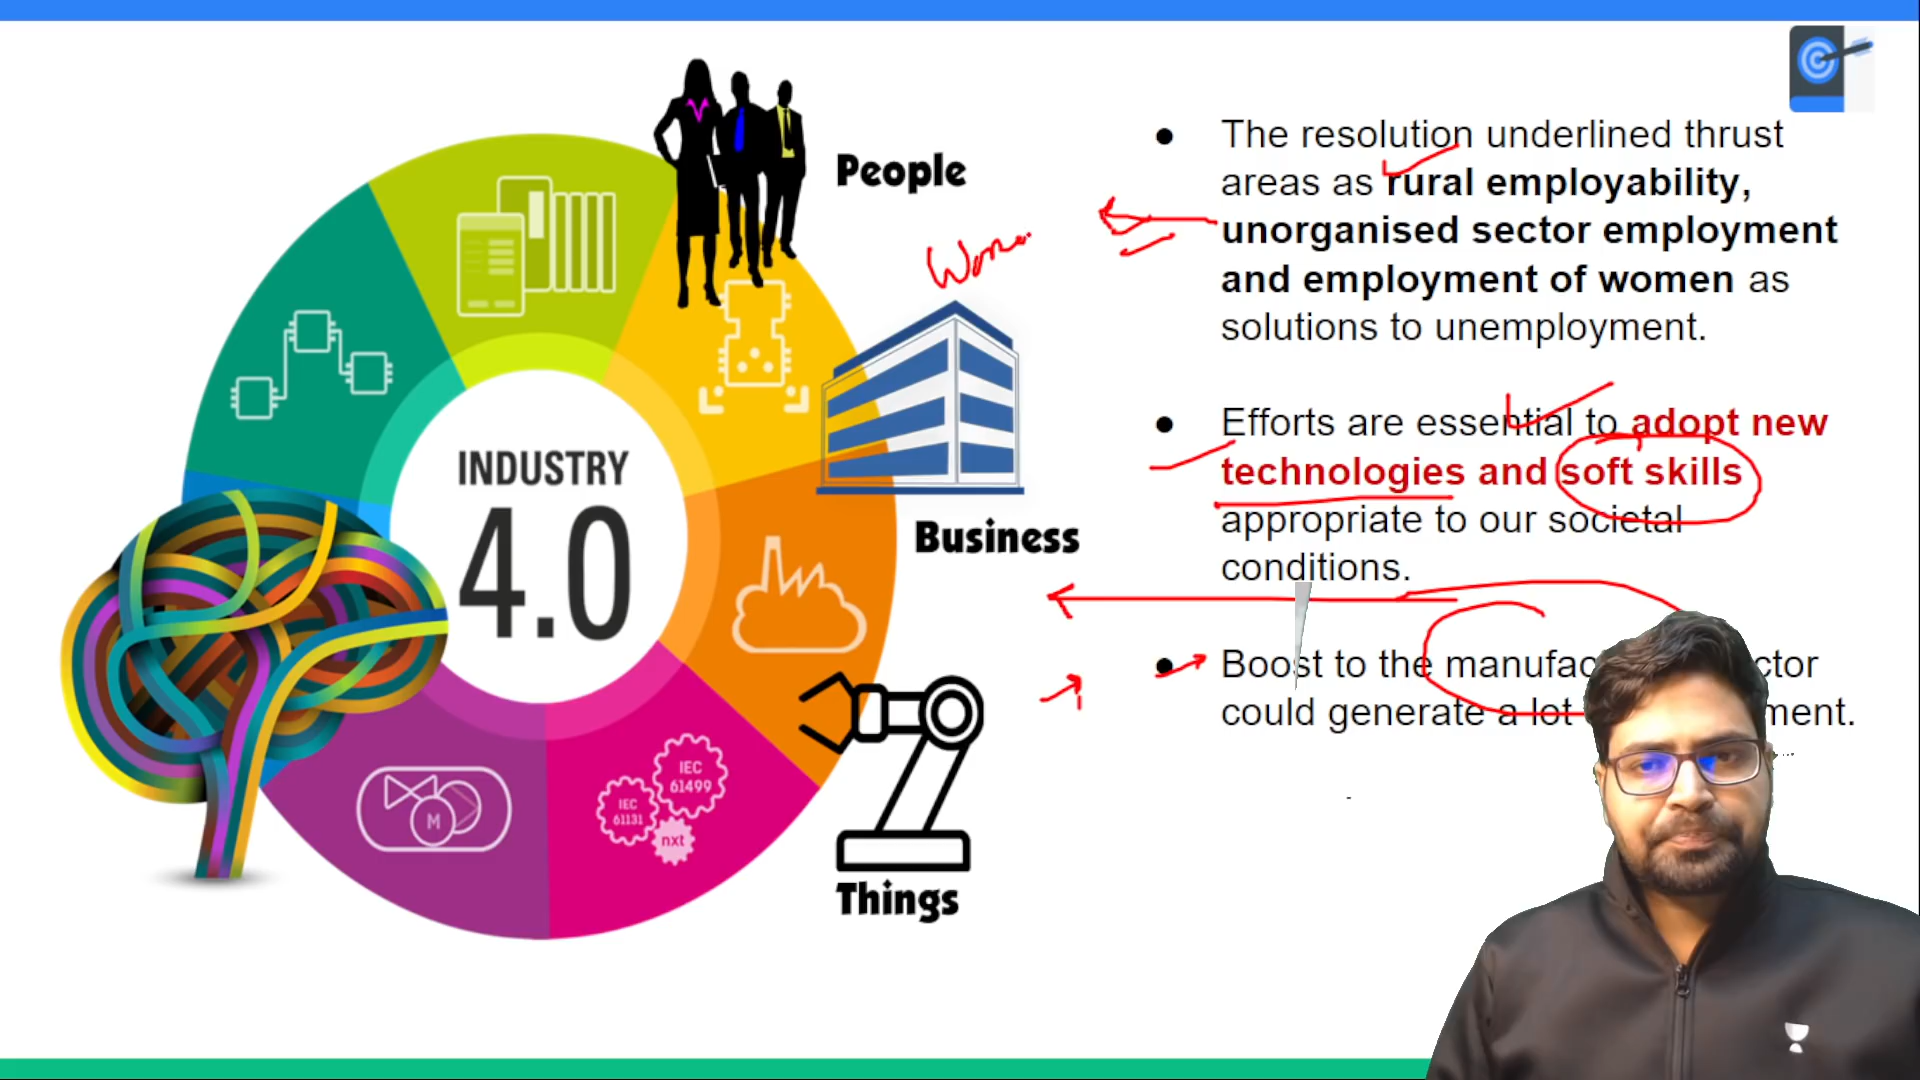 People
Wome
Business
Things
INDUSTRY
4.0
IEC
61499
IEC
61131
nxt
M
● The resolution underlined thrust
areas as rural employability,
unorganised sector employment
and employment of women as
solutions to unemployment.
● Efforts are essential to adopt new
technologies and soft skills
appropriate to our societal
conditions.
● Boost to the manufac ctor
could generate a lot ment.